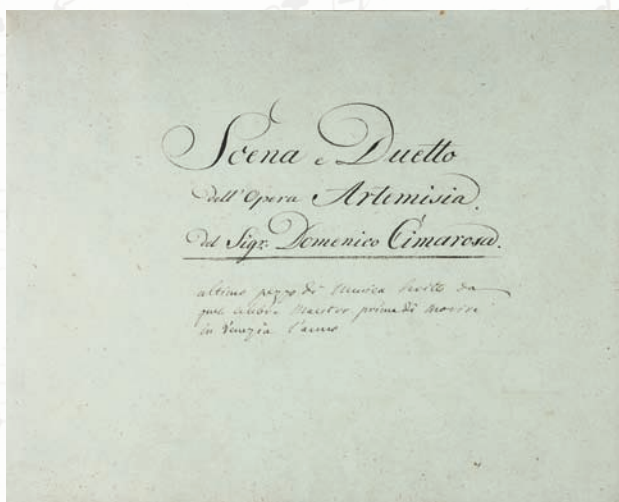 Scena e Duetto
dell'Opera Artemisia.
Del Sigr. Domenico Cimarosa.
ultimo pezzo di Musica scritto da
quel celebre Maestro prima di morire
in Venezia l'anno